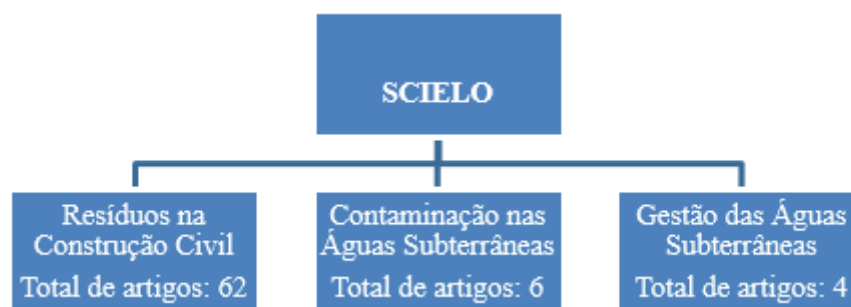 SCIELO
Resíduos na
Construção Civil
Total de artigos: 62
Contaminação nas
Águas Subterrâneas
Total de artigos: 6
Gestão das Águas
Subterrâneas
Total de artigos: 4